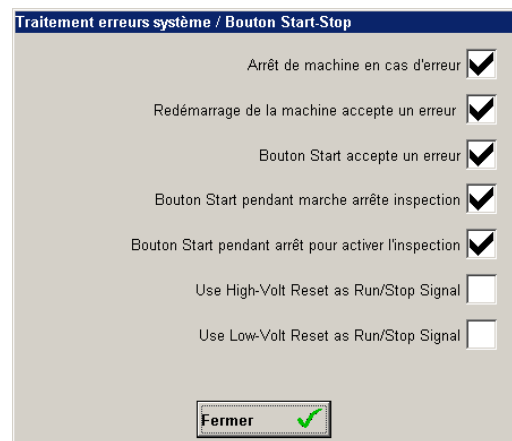 Traitement erreurs système / Bouton Start-Stop
Arrêt de machine en cas d'erreur
Redémarrage de la machine accepte un erreur
Bouton Start accepte un erreur
Bouton Start pendant marche arrête inspection
Bouton Start pendant arrêt pour activer l'inspection
Use High-Volt Reset as Run/Stop Signal
Use Low-Volt Reset as Run/Stop Signal
Fermer